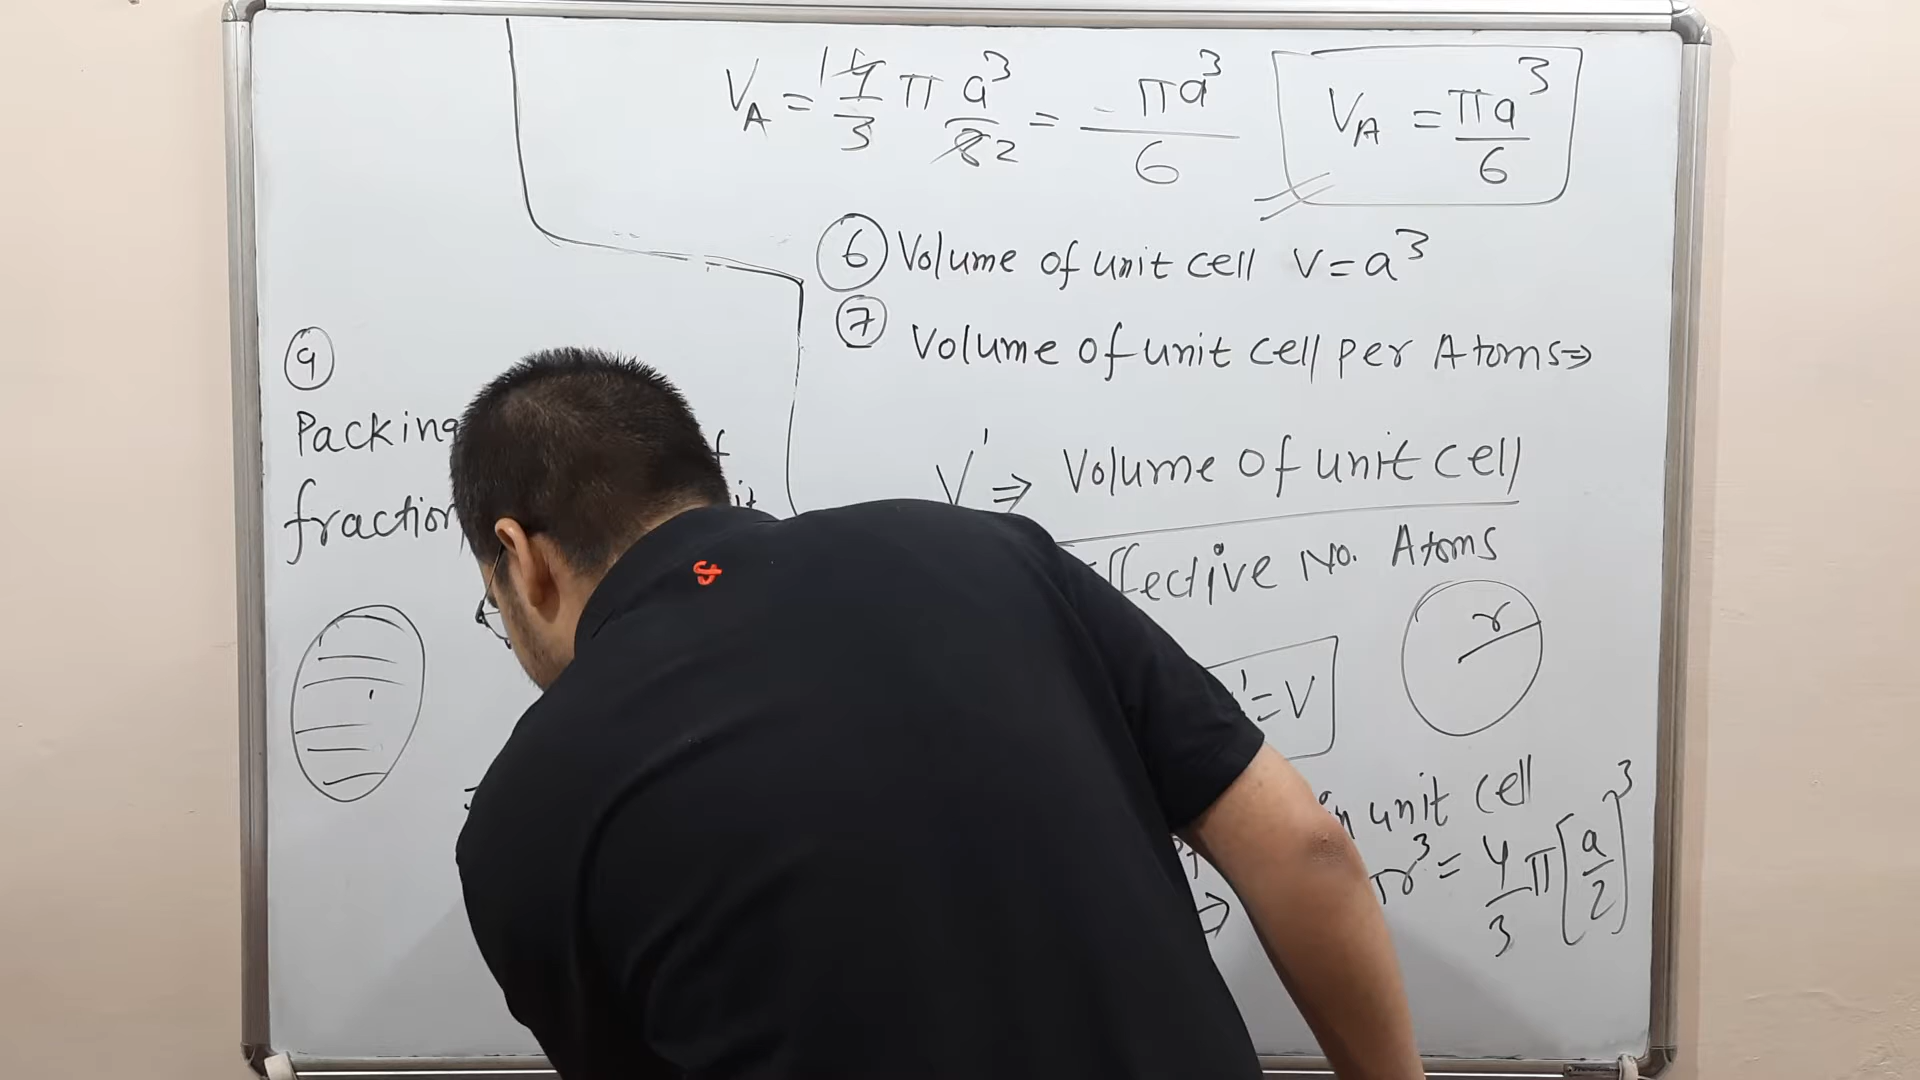 V_A = 1 4/3 π a³/8 2 = πa³/6
V_A = πa³/6
6 Volume of unit cell V=a³
7 Volume of unit cell per Atoms⇒
V' ⇒ Volume of unit cell
Effective No. Atoms
r
'=V
in unit cell
πr³ = 4/3 π[a/2]³
⇒
9
Packing
fraction